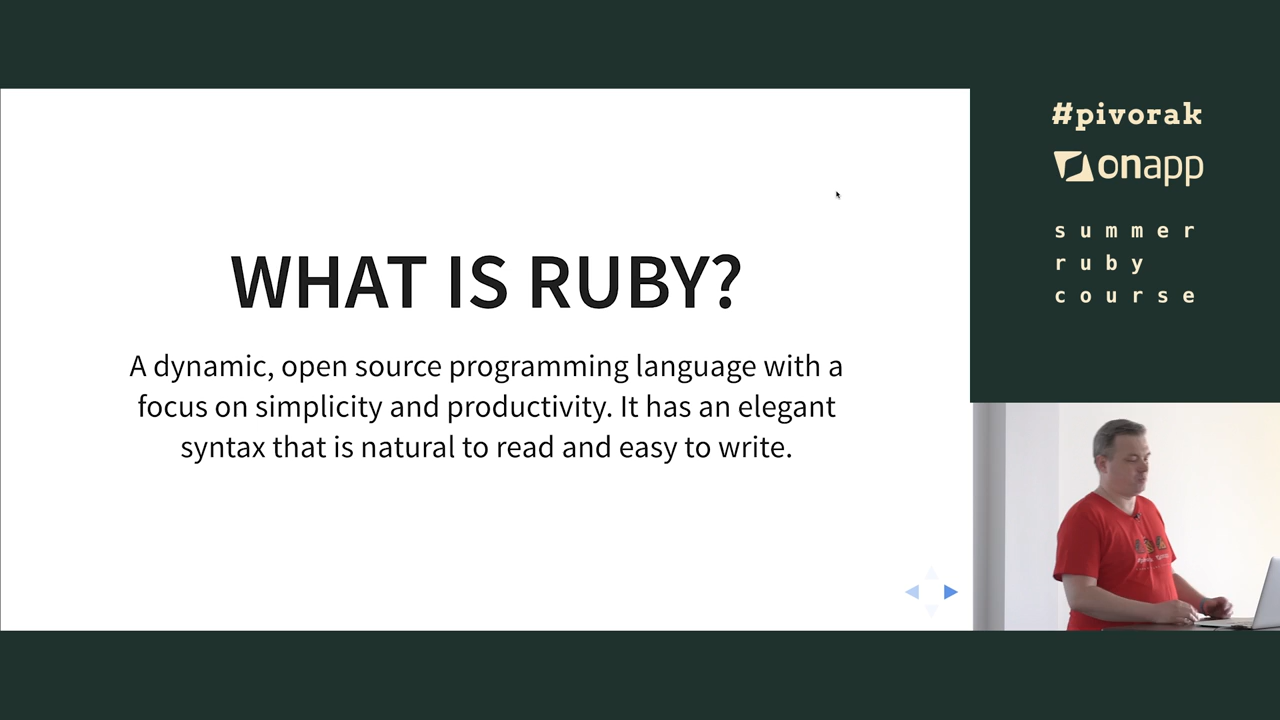 WHAT IS RUBY?
A dynamic, open source programming language with a
focus on simplicity and productivity. It has an elegant
syntax that is natural to read and easy to write.
#pivorak
onapp
summer
ruby
course